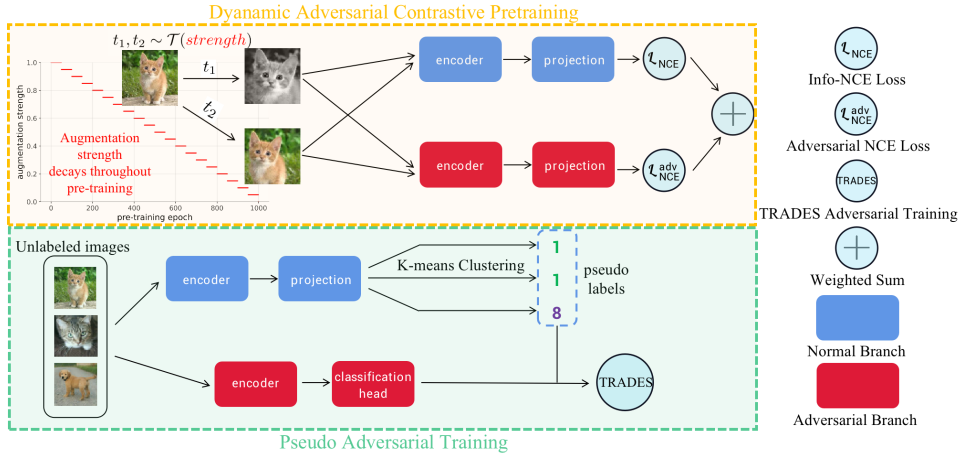 Dyanamic Adversarial Contrastive Pretraining
t₁, t₂ ~ 𝒯(strength)
1.0
0.8
0.6
0.4
0.2
0.0
augmentation strength
0 200 400 600 800 1000
pre-training epoch
Augmentation
strength
decays throughout
pre-training
t₁
t₂
encoder
projection
ℒ NCE
encoder
projection
ℒ adv NCE
Unlabeled images
encoder
projection
K-means Clustering
1
1
8
pseudo
labels
encoder
classification
head
TRADES
Pseudo Adversarial Training
ℒ NCE
Info-NCE Loss
ℒ adv NCE
Adversarial NCE Loss
TRADES
TRADES Adversarial Training
Weighted Sum
Normal Branch
Adversarial Branch